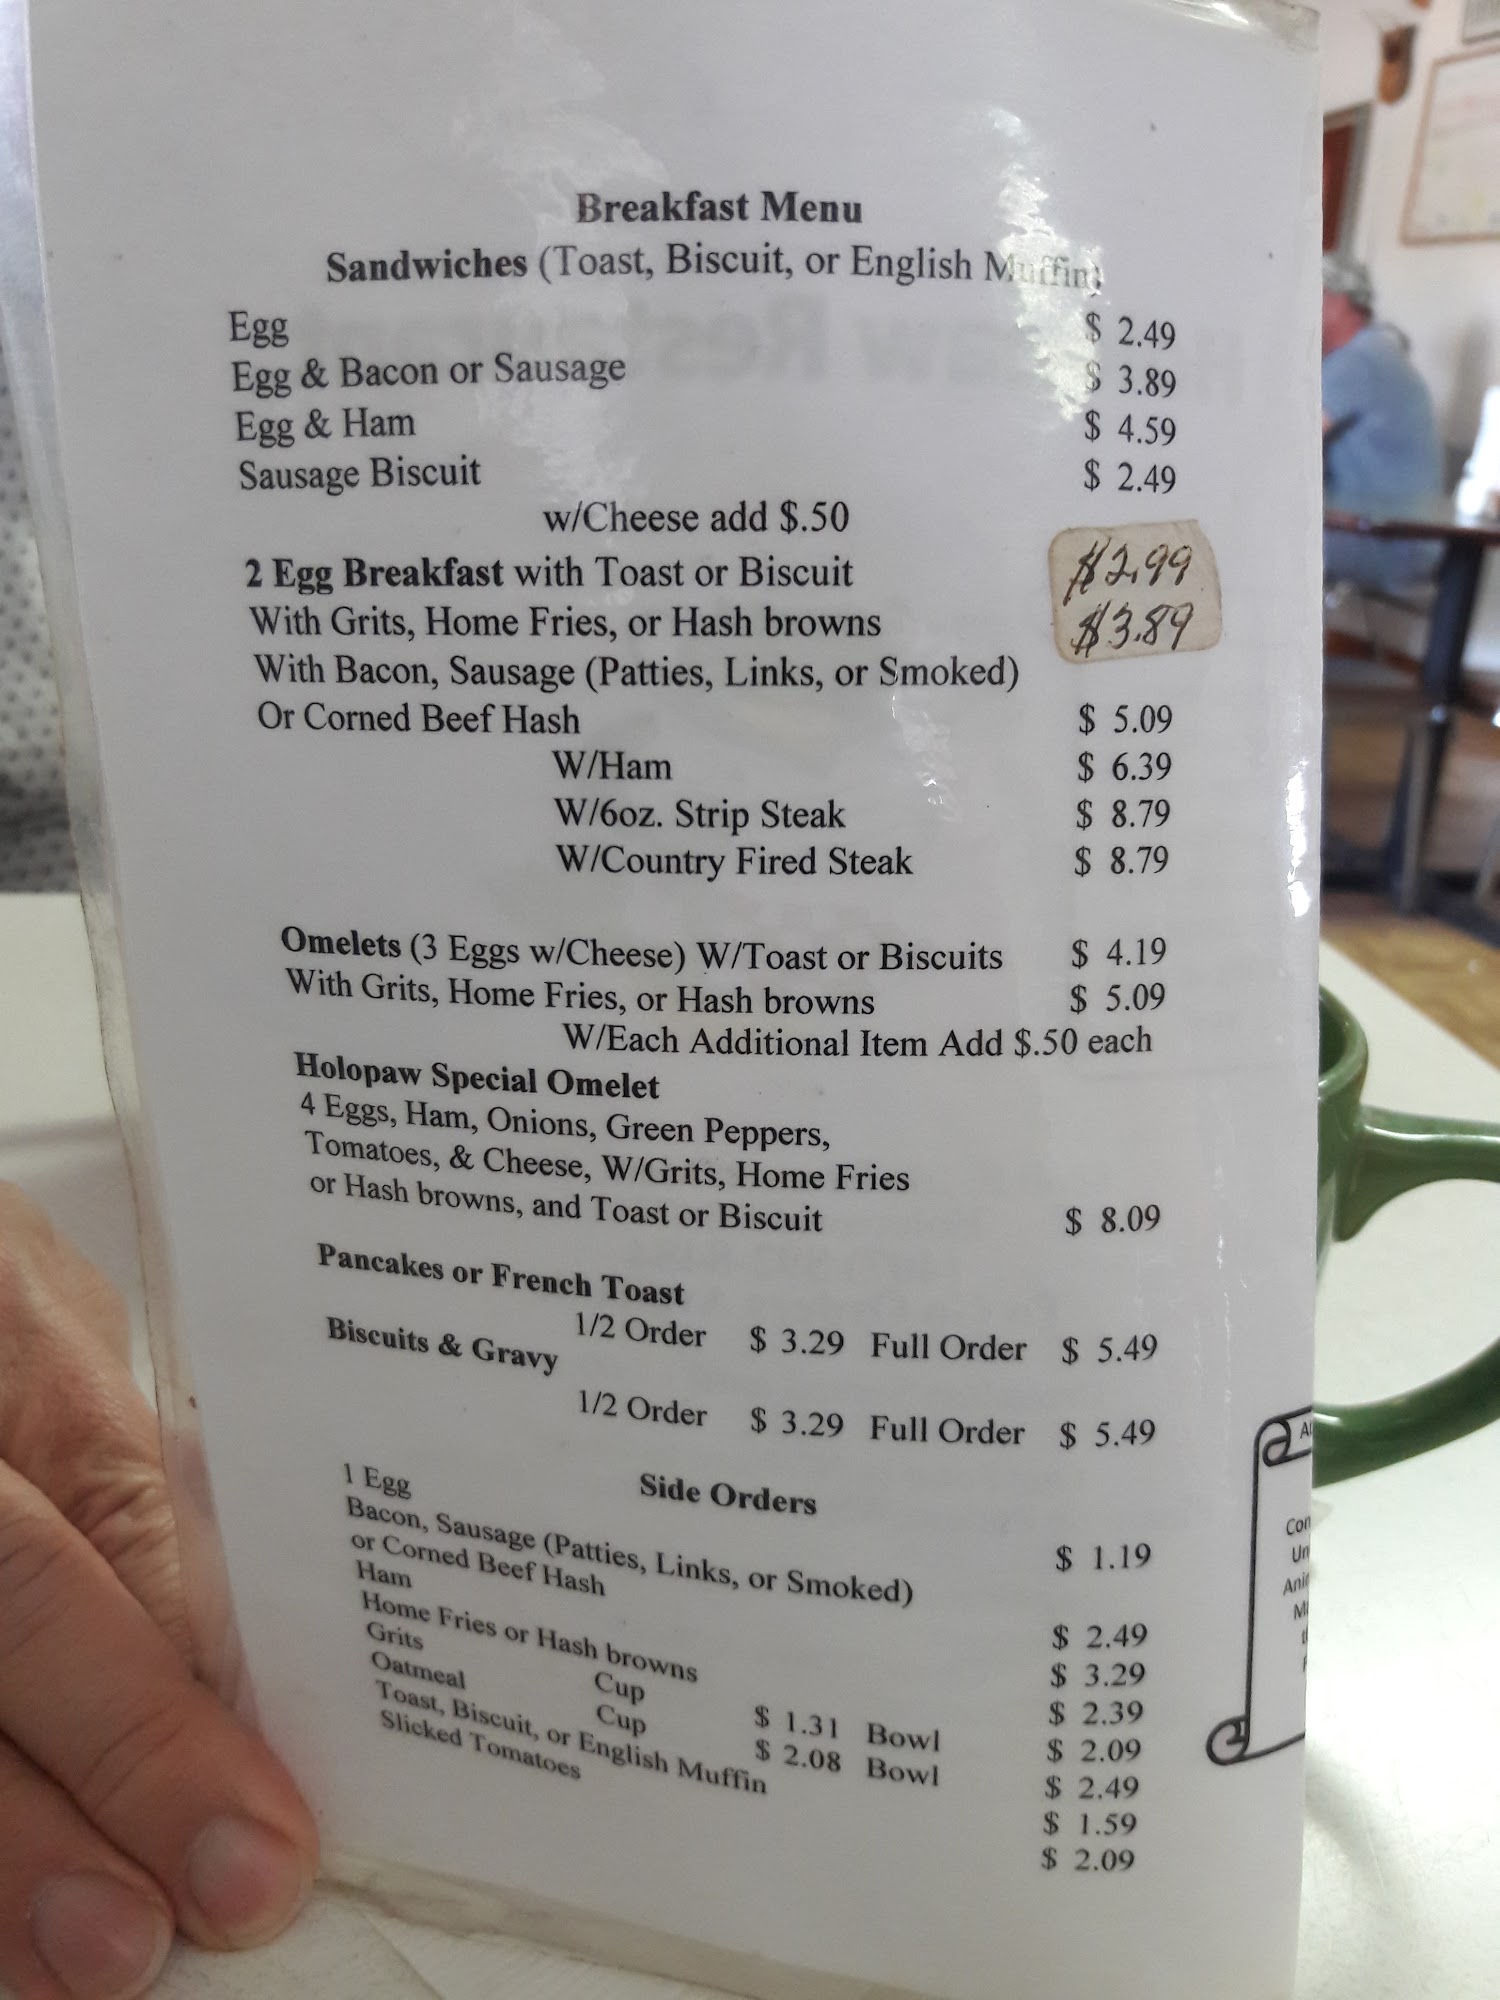 Breakfast Menu
Sandwiches (Toast, Biscuit, or English Muffin)
Egg $ 2.49
Egg & Bacon or Sausage $ 3.89
Egg & Ham $ 4.59
Sausage Biscuit $ 2.49
w/Cheese add $.50
2 Egg Breakfast with Toast or Biscuit $2.99
With Grits, Home Fries, or Hash browns $3.89
With Bacon, Sausage (Patties, Links, or Smoked)
Or Corned Beef Hash $ 5.09
W/Ham $ 6.39
W/6oz. Strip Steak $ 8.79
W/Country Fired Steak $ 8.79
Omelets (3 Eggs w/Cheese) W/Toast or Biscuits $ 4.19
With Grits, Home Fries, or Hash browns $ 5.09
W/Each Additional Item Add $.50 each
Holopaw Special Omelet
4 Eggs, Ham, Onions, Green Peppers,
Tomatoes, & Cheese, W/Grits, Home Fries
or Hash browns, and Toast or Biscuit $ 8.09
Pancakes or French Toast
1/2 Order $ 3.29 Full Order $ 5.49
Biscuits & Gravy
1/2 Order $ 3.29 Full Order $ 5.49
Side Orders
1 Egg $ 1.19
Bacon, Sausage (Patties, Links, or Smoked)
or Corned Beef Hash $ 2.49
Ham $ 3.29
Home Fries or Hash browns $ 2.39
Grits Cup $ 1.31 Bowl $ 2.09
Oatmeal Cup $ 2.08 Bowl $ 2.49
Toast, Biscuit, or English Muffin $ 1.59
Slicked Tomatoes $ 2.09